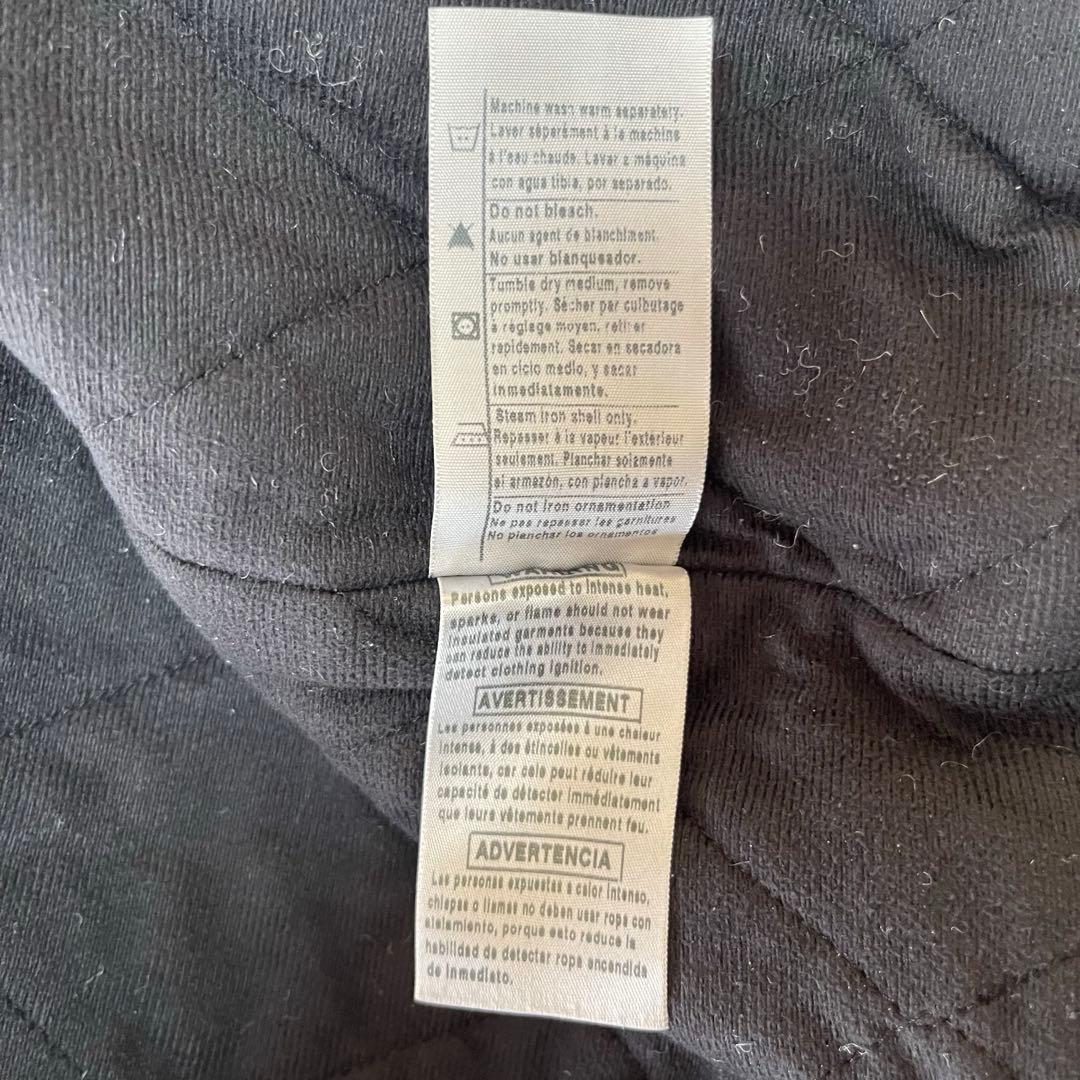 Machine wash warm separately.
Laver séparément à la machine
à l'eau chaude. Lavar a máquina
con agua tibia, por separado.
Do not bleach.
Aucun agent de blanchiment.
No usar blanqueador.
Tumble dry medium, remove
promptly. Sécher par culbutage
à réglage moyen, retirer
rapidement. Secar en secadora
en ciclo medio, y sacar
inmediatamente.
Steam iron shell only.
Repasser à la vapeur l'extérieur
seulement. Planchar solamente
el armazón, con plancha a vapor.
Do not iron ornamentation
Ne pas repasser les garnitures
No planchar los ornamentos
WARNING
Persons exposed to intense heat,
sparks, or flame should not wear
insulated garments because they
can reduce the ability to immediately
detect clothing ignition.
AVERTISSEMENT
Les personnes exposées à une chaleur
intense, à des étincelles ou vêtements
isolants, car cela peut réduire leur
capacité de détecter immédiatement
que leurs vêtements prennent feu.
ADVERTENCIA
Las personas expuestas a calor intenso,
chispas o llamas no deben usar ropa con
aislamiento, porque esto reduce la
habilidad de detectar ropa encendida
de inmediato.